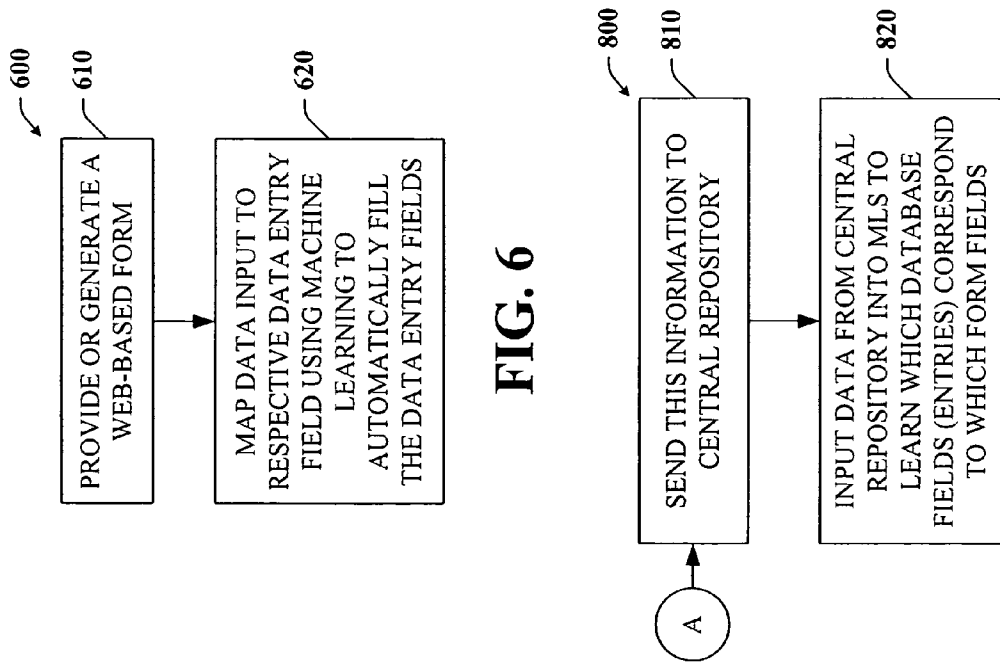 600
610
PROVIDE OR GENERATE A
WEB-BASED FORM
620
MAP DATA INPUT TO
RESPECTIVE DATA ENTRY
FIELD USING MACHINE
LEARNING TO
AUTOMATICALLY FILL
THE DATA ENTRY FIELDS
FIG. 6
800
810
A
SEND THIS INFORMATION TO
CENTRAL REPOSITORY
820
INPUT DATA FROM CENTRAL
REPOSITORY INTO MLS TO
LEARN WHICH DATABASE
FIELDS (ENTRIES) CORRESPOND
TO WHICH FORM FIELDS